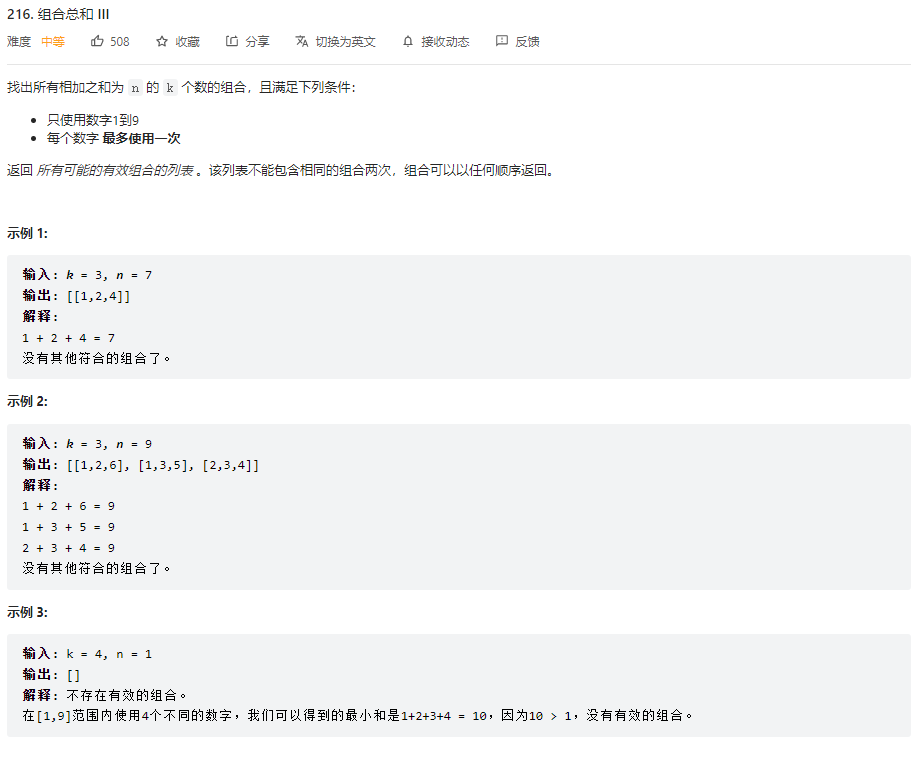 216. 组合总和 III
难度 中等 508 收藏 分享 切换为英文 接收动态 反馈
找出所有相加之和为 n 的 k 个数的组合，且满足下列条件：
只使用数字1到9
每个数字 最多使用一次
返回 所有可能的有效组合的列表 。该列表不能包含相同的组合两次，组合可以以任何顺序返回。
示例 1:
输入: k = 3, n = 7
输出: [[1,2,4]]
解释:
1 + 2 + 4 = 7
没有其他符合的组合了。
示例 2:
输入: k = 3, n = 9
输出: [[1,2,6], [1,3,5], [2,3,4]]
解释:
1 + 2 + 6 = 9
1 + 3 + 5 = 9
2 + 3 + 4 = 9
没有其他符合的组合了。
示例 3:
输入: k = 4, n = 1
输出: []
解释: 不存在有效的组合。
在[1,9]范围内使用4个不同的数字，我们可以得到的最小和是1+2+3+4 = 10，因为10 > 1，没有有效的组合。